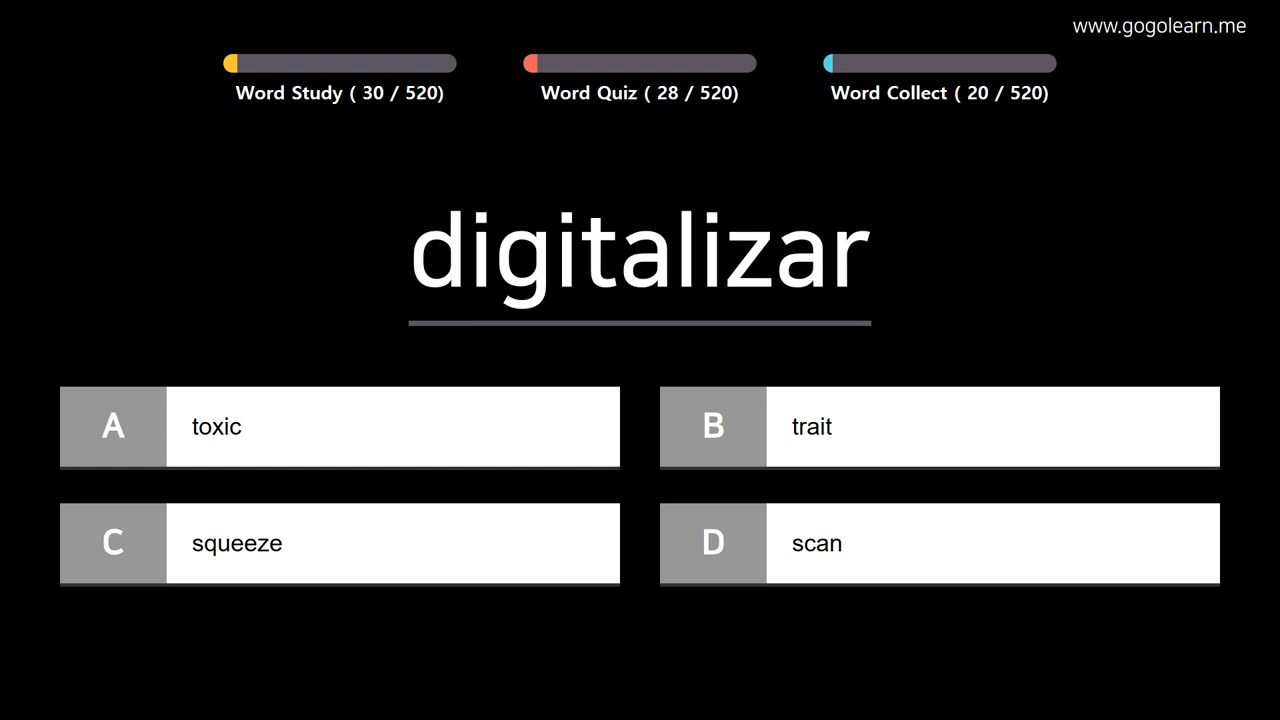 www.gogolearn.me
Word Study ( 30 / 520)
Word Quiz ( 28 / 520)
Word Collect ( 20 / 520)
digitalizar
A toxic
B trait
C squeeze
D scan